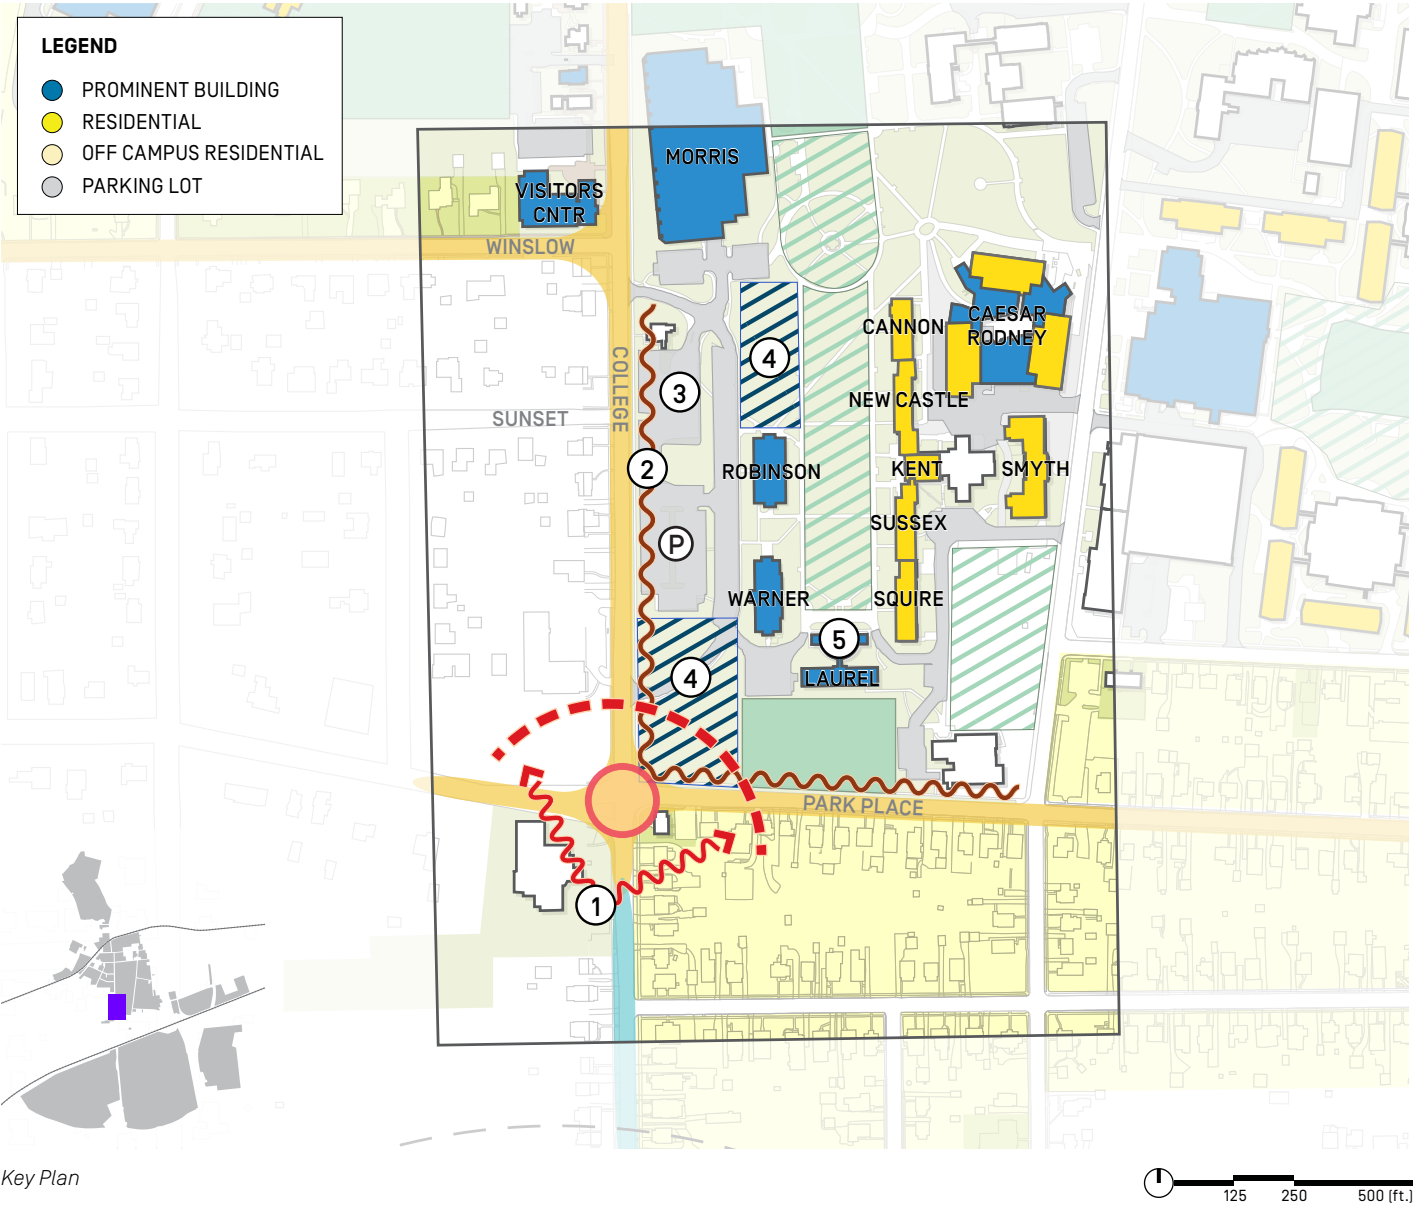 LEGEND
PROMINENT BUILDING
RESIDENTIAL
OFF CAMPUS RESIDENTIAL
PARKING LOT
MORRIS
VISITORS
CNTR
WINSLOW
CAESAR
RODNEY
CANNON
4
COLLEGE
3
NEW CASTLE
SUNSET
2
ROBINSON
KENT
SMYTH
SUSSEX
P
WARNER
SQUIRE
5
4
LAUREL
PARK PLACE
1
Key Plan
125 250 500 (ft.)